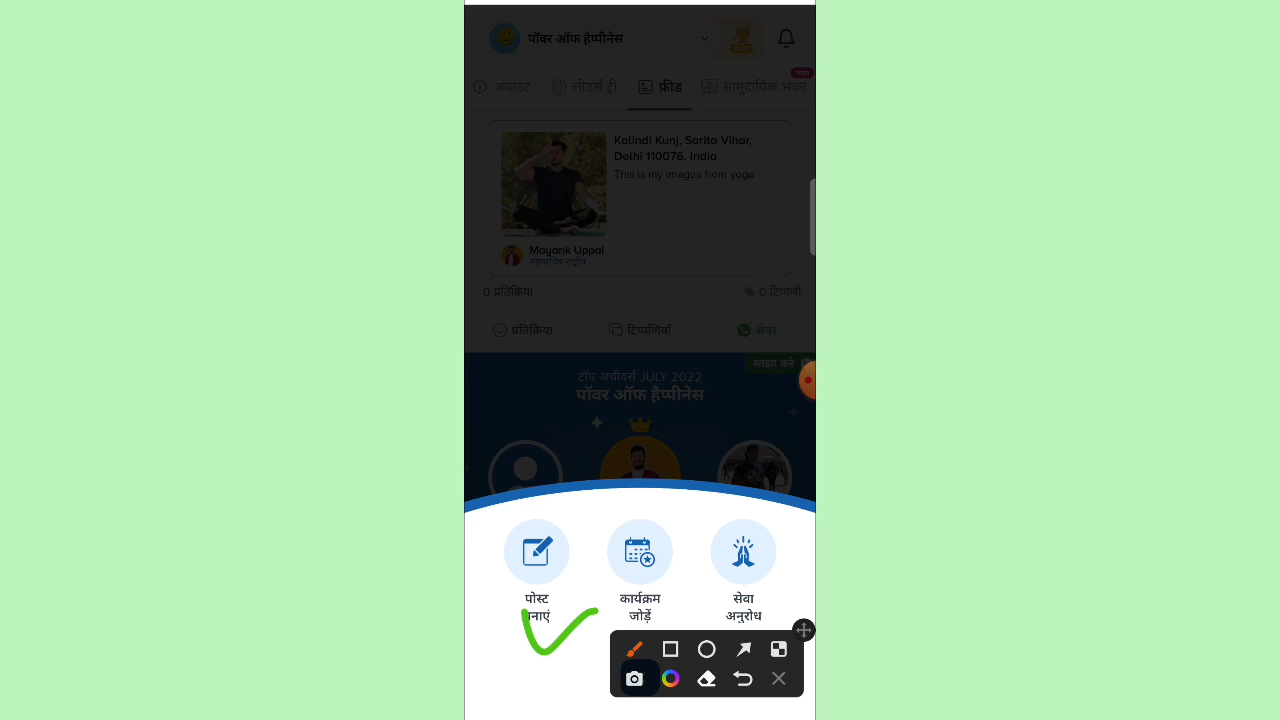 पॉवर ऑफ हैप्पीनेस
अबाउट लीडर्स ट्री फ़ीड सामुदायिक भवन
Kalindi Kunj, Sarita Vihar,
Delhi 110076, India
This is my images from yoga
Mayank Uppal
महासचिव-राष्ट्रीय
0 प्रतिक्रिया 0 टिप्पणी
प्रतिक्रिया टिप्पणियाँ शेयर
साझा करे
टॉप अचीवर्स JULY 2022
पॉवर ऑफ हैप्पीनेस
पोस्ट
बनाएं
कार्यक्रम
जोड़ें
सेवा
अनुरोध